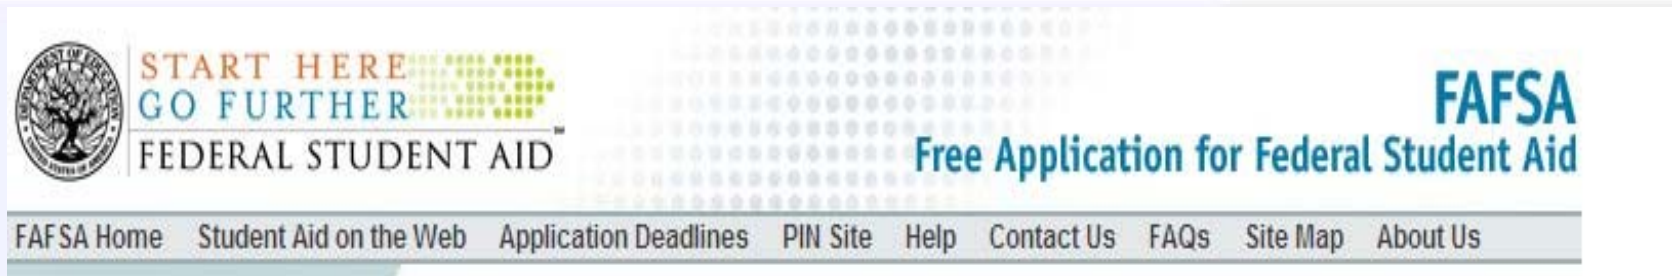 START HERE
GO FURTHER
FEDERAL STUDENT AID
FAFSA
Free Application for Federal Student Aid
FAFSA Home Student Aid on the Web Application Deadlines PIN Site Help Contact Us FAQs Site Map About Us